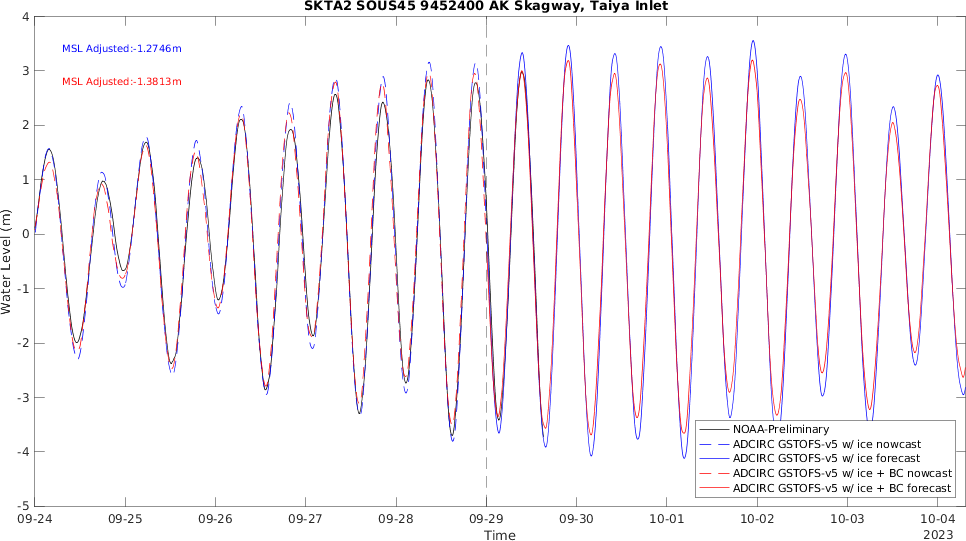 SKTA2 SOUS45 9452400 AK Skagway, Taiya Inlet
4
MSL Adjusted:-1.2746m
MSL Adjusted:-1.3813m
3
2
1
0
-1
-2
-3
-4
-5
Water Level (m)
NOAA-Preliminary
ADCIRC GSTOFS-v5 w/ ice nowcast
ADCIRC GSTOFS-v5 w/ ice forecast
ADCIRC GSTOFS-v5 w/ ice + BC nowcast
ADCIRC GSTOFS-v5 w/ ice + BC forecast
09-24 09-25 09-26 09-27 09-28 09-29 09-30 10-01 10-02 10-03 10-04
Time
2023